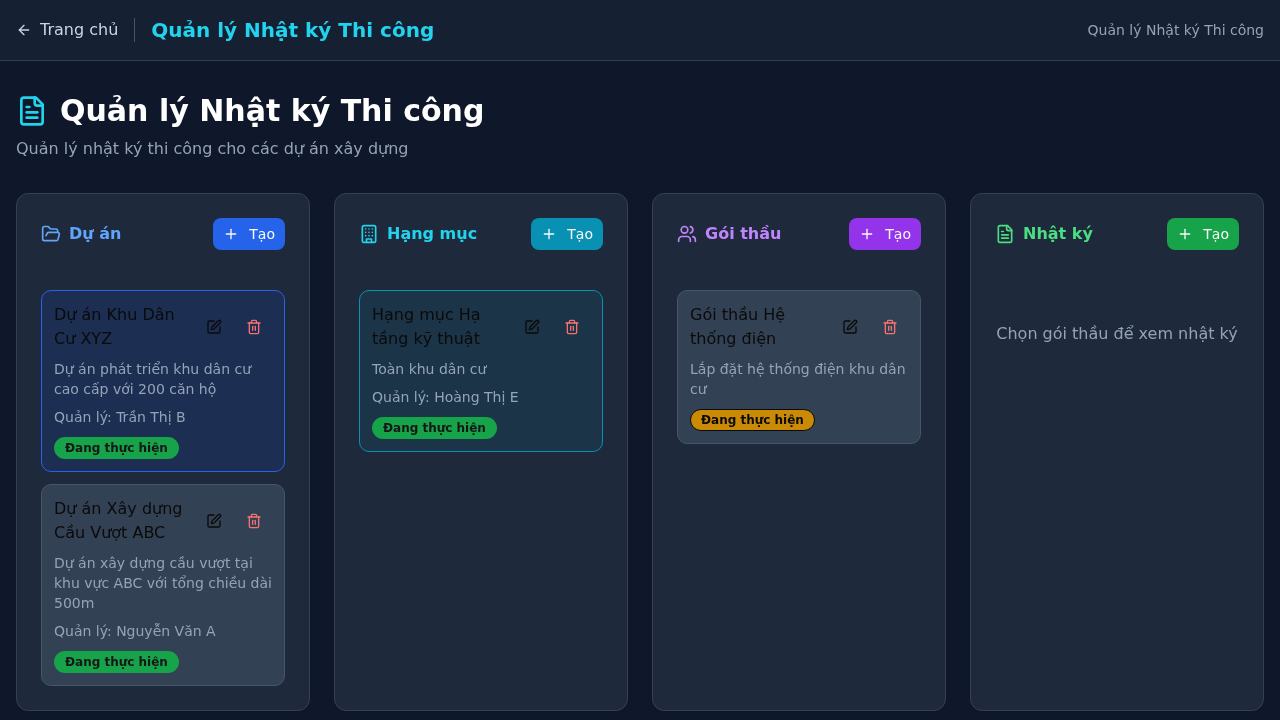 Trang chủ
Quản lý Nhật ký Thi công
Quản lý Nhật ký Thi công
Quản lý Nhật ký Thi công
Quản lý nhật ký thi công cho các dự án xây dựng
Dự án
Tạo
Dự án Khu Dân
Cư XYZ
Dự án phát triển khu dân cư
cao cấp với 200 căn hộ
Quản lý: Trần Thị B
Đang thực hiện
Dự án Xây dựng
Cầu Vượt ABC
Dự án xây dựng cầu vượt tại
khu vực ABC với tổng chiều dài
500m
Quản lý: Nguyễn Văn A
Đang thực hiện
Hạng mục
Tạo
Hạng mục Hạ
tầng kỹ thuật
Toàn khu dân cư
Quản lý: Hoàng Thị E
Đang thực hiện
Gói thầu
Tạo
Gói thầu Hệ
thống điện
Lắp đặt hệ thống điện khu dân
cư
Đang thực hiện
Nhật ký
Tạo
Chọn gói thầu để xem nhật ký